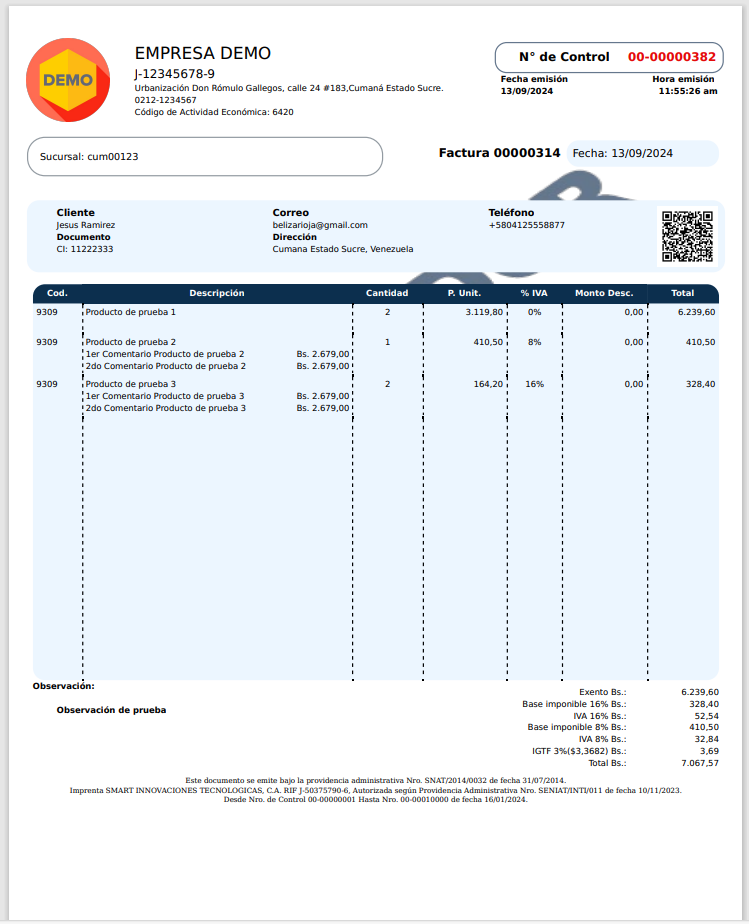 DEMO
EMPRESA DEMO
J-12345678-9
Urbanización Don Rómulo Gallegos, calle 24 #183,Cumaná Estado Sucre.
0212-1234567
Código de Actividad Económica: 6420
N° de Control 00-00000382
Fecha emisión Hora emisión
13/09/2024 11:55:26 am
Sucursal: cum00123
Factura 00000314 Fecha: 13/09/2024
Cliente Correo Teléfono
Jesus Ramirez belizarioja@gmail.com +5804125558877
Documento Dirección
CI: 11222333 Cumana Estado Sucre, Venezuela
Cod. Descripción Cantidad P. Unit. % IVA Monto Desc. Total
9309 Producto de prueba 1 2 3.119,80 0% 0,00 6.239,60
9309 Producto de prueba 2 1 410,50 8% 0,00 410,50
1er Comentario Producto de prueba 2 Bs. 2.679,00
2do Comentario Producto de prueba 2 Bs. 2.679,00
9309 Producto de prueba 3 2 164,20 16% 0,00 328,40
1er Comentario Producto de prueba 3 Bs. 2.679,00
2do Comentario Producto de prueba 3 Bs. 2.679,00
Observación:
Observación de prueba
Exento Bs.: 6.239,60
Base imponible 16% Bs.: 328,40
IVA 16% Bs.: 52,54
Base imponible 8% Bs.: 410,50
IVA 8% Bs.: 32,84
IGTF 3%($3,3682) Bs.: 3,69
Total Bs.: 7.067,57
Este documento se emite bajo la providencia administrativa Nro. SNAT/2014/0032 de fecha 31/07/2014.
Imprenta SMART INNOVACIONES TECNOLOGICAS, C.A. RIF J-50375790-6, Autorizada según Providencia Administrativa Nro. SENIAT/INTI/011 de fecha 10/11/2023.
Desde Nro. de Control 00-00000001 Hasta Nro. 00-00010000 de fecha 16/01/2024.